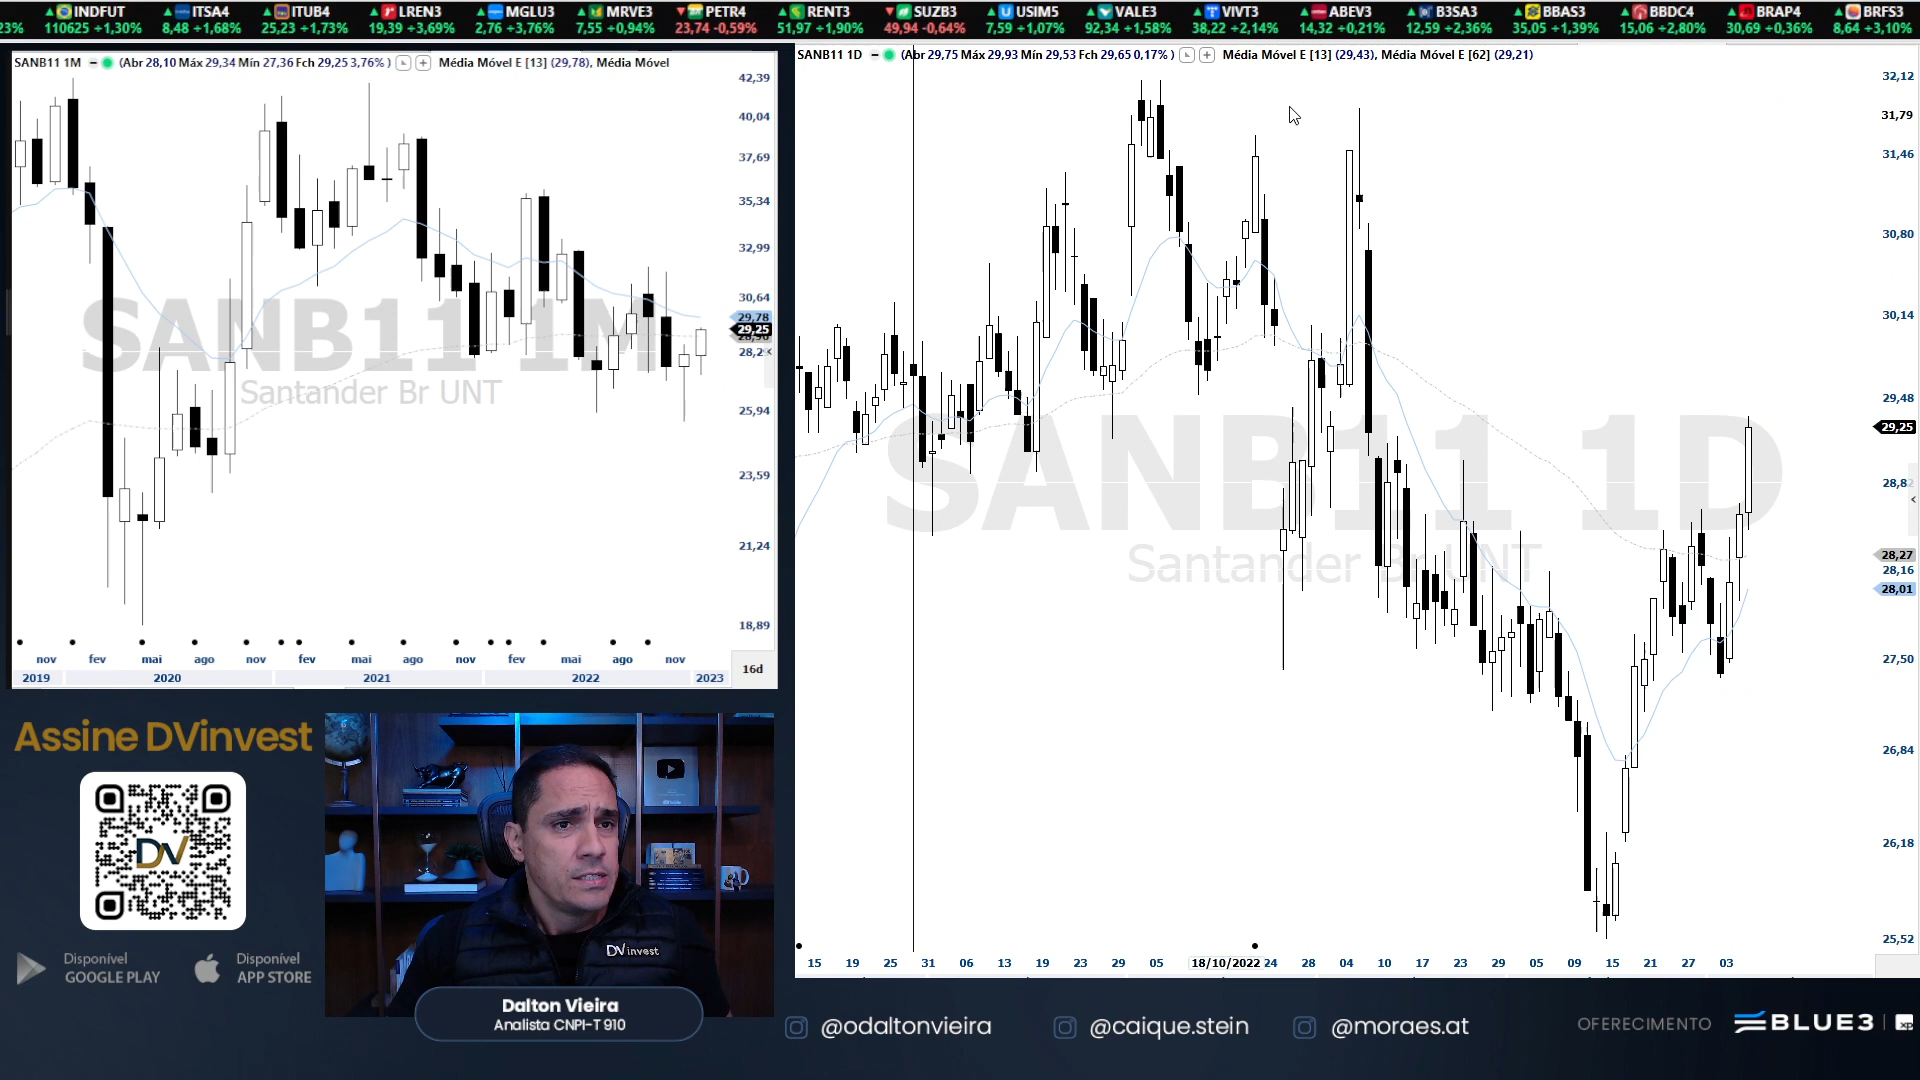 INDFUT ITSA4 ITUB4 LREN3 MGLU3 MRVE3 PETR4 RENT3 SUZB3 USIM5 VALE3 VIVT3 ABEV3 B3SA3 BBAS3 BBDC4 BRAP4 BRFS3
23% 110625 +1,30% 8,48 +1,68% 25,23 +1,73% 19,39 +3,69% 2,76 +3,76% 7,55 +0,94% 23,74 -0,59% 51,97 +1,90% 49,94 -0,64% 7,59 +1,07% 92,34 +1,58% 38,22 +2,14% 14,32 +0,21% 12,59 +2,36% 35,05 +1,39% 15,06 +2,80% 30,69 +0,36% 8,64 +3,10%
SANB11 1M (Abr 28,10 Máx 29,34 Mín 27,36 Fch 29,25 3,76% ) Média Móvel E [13] (29,78), Média Móvel
42,39
40,04
37,69
35,34
32,99
30,64
29,78
29,25
25,94
23,59
21,24
18,89
SANB11 1M
Santander Br UNT
nov fev mai ago nov fev mai ago nov fev mai ago nov
2019 2020 2021 2022 2023
16d
SANB11 1D (Abr 29,75 Máx 29,93 Mín 29,53 Fch 29,65 0,17% ) Média Móvel E [13] (29,43), Média Móvel E [62] (29,21)
32,12
31,79
31,46
30,80
30,14
29,48
29,25
28,82
28,27
28,16
28,01
27,50
26,84
26,18
25,52
SANB11 1D
Santander Br UNT
15 19 25 31 06 13 19 23 29 05 18/10/2022 24 28 04 10 17 23 29 05 09 15 21 27 03
Assine DVinvest
DV
Disponível
GOOGLE PLAY
Disponível
APP STORE
DVinvest
Dalton Vieira
Analista CNPI-T 910
@odaltonvieira
@caique.stein
@moraes.at
OFERECIMENTO
BLUE3
xp